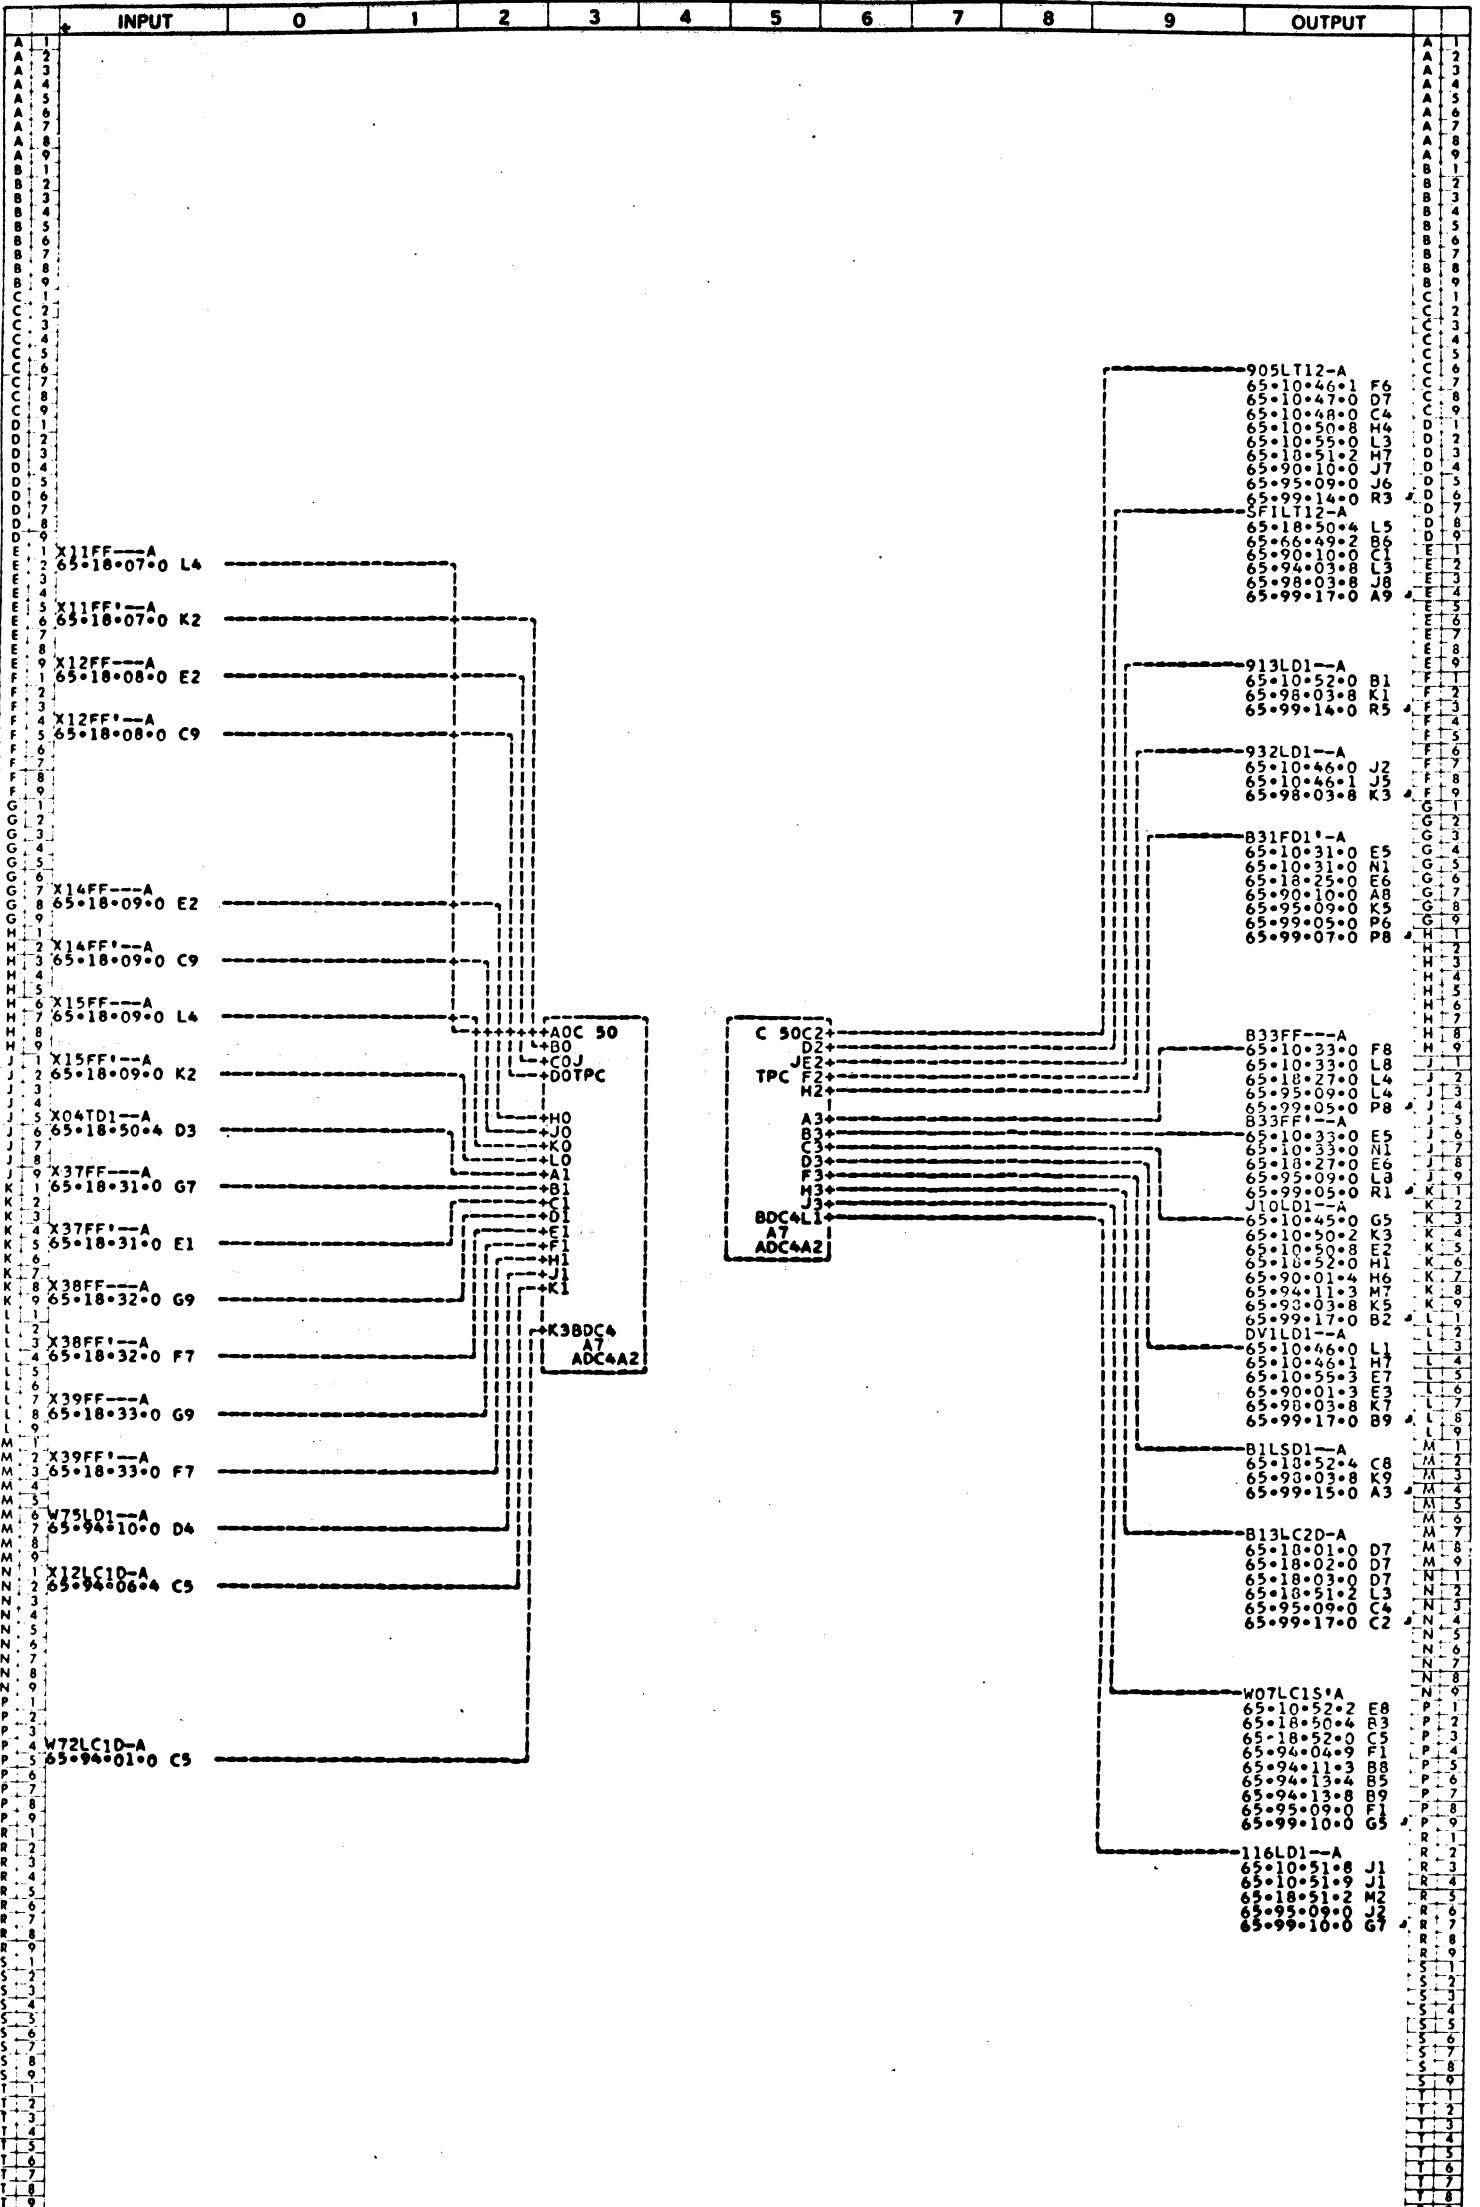 INPUT 0 1 2 3 4 5 6 7 8 9 OUTPUT
X11FF---A
65•18•07•0 L4
X11FF'--A
65•18•07•0 K2
X12FF---A
65•18•08•0 E2
X12FF'--A
65•18•08•0 C9
X14FF---A
65•18•09•0 E2
X14FF'--A
65•18•09•0 C9
X15FF---A
65•18•09•0 L4
X15FF'--A
65•18•09•0 K2
X04TD1--A
65•18•50•4 D3
X37FF---A
65•18•31•0 G7
X37FF'--A
65•18•31•0 E1
X38FF---A
65•18•32•0 G9
X38FF'--A
65•18•32•0 F7
X39FF---A
65•18•33•0 G9
X39FF'--A
65•18•33•0 F7
W75LD1--A
65•94•10•0 D4
X12LC1D-A
65•94•06•4 C5
W72LC1D-A
65•94•01•0 C5
A0C 50
B0
C0J
D0TPC
H0
J0
K0
L0
A1
B1
C1
D1
E1
F1
H1
J1
K1
K3BDC4
A7
ADC4A2
C 50C2
D2
JE2
TPC F2
H2
A3
B3
C3
D3
F3
H3
J3
BDC4L1
A7
ADC4A2
905LT12-A
65•10•46•1 F6
65•10•47•0 D7
65•10•48•0 C4
65•10•50•8 H4
65•10•55•0 L3
65•18•51•2 H7
65•90•10•0 J7
65•95•09•0 J6
65•99•14•0 R3
SF1LT12-A
65•18•50•4 L5
65•66•49•2 B6
65•90•10•0 C1
65•94•03•8 L3
65•98•03•8 J8
65•99•17•0 A9
913LD1--A
65•10•52•0 B1
65•98•03•8 K1
65•99•14•0 R5
932LD1--A
65•10•46•0 J2
65•10•46•1 J5
65•98•03•8 K3
B31FD1'-A
65•10•31•0 E5
65•10•31•0 N1
65•18•25•0 E6
65•90•10•0 A8
65•95•09•0 K5
65•99•05•0 P6
65•99•07•0 P8
B33FF---A
65•10•33•0 F8
65•10•33•0 L8
65•18•27•0 L4
65•95•09•0 L4
65•99•05•0 P8
B33FF'--A
65•10•33•0 E5
65•10•33•0 N1
65•18•27•0 E6
65•95•09•0 L8
65•99•05•0 R1
J10LD1--A
65•10•45•0 G5
65•10•50•2 K3
65•10•50•8 E2
65•18•52•0 H1
65•90•01•4 H6
65•94•11•3 M7
65•98•03•8 K5
65•99•17•0 B2
DV1LD1--A
65•10•46•0 L1
65•10•46•1 H7
65•10•55•3 E7
65•90•01•3 E3
65•98•03•8 K7
65•99•17•0 B9
B1LSD1--A
65•18•52•4 C8
65•98•03•8 K9
65•99•15•0 A3
B13LC2D-A
65•18•01•0 D7
65•18•02•0 D7
65•18•03•0 D7
65•18•51•2 L3
65•95•09•0 C4
65•99•17•0 C2
W07LC1S'A
65•10•52•2 E8
65•18•50•4 B3
65-18•52•0 C5
65•94•04•9 F1
65•94•11•3 B8
65•94•13•4 B5
65•94•13•8 B9
65•95•09•0 F1
65•99•10•0 G5
116LD1--A
65•10•51•8 J1
65•10•51•9 J1
65•18•51•2 M2
65•95•09•0 J2
65•99•10•0 G7